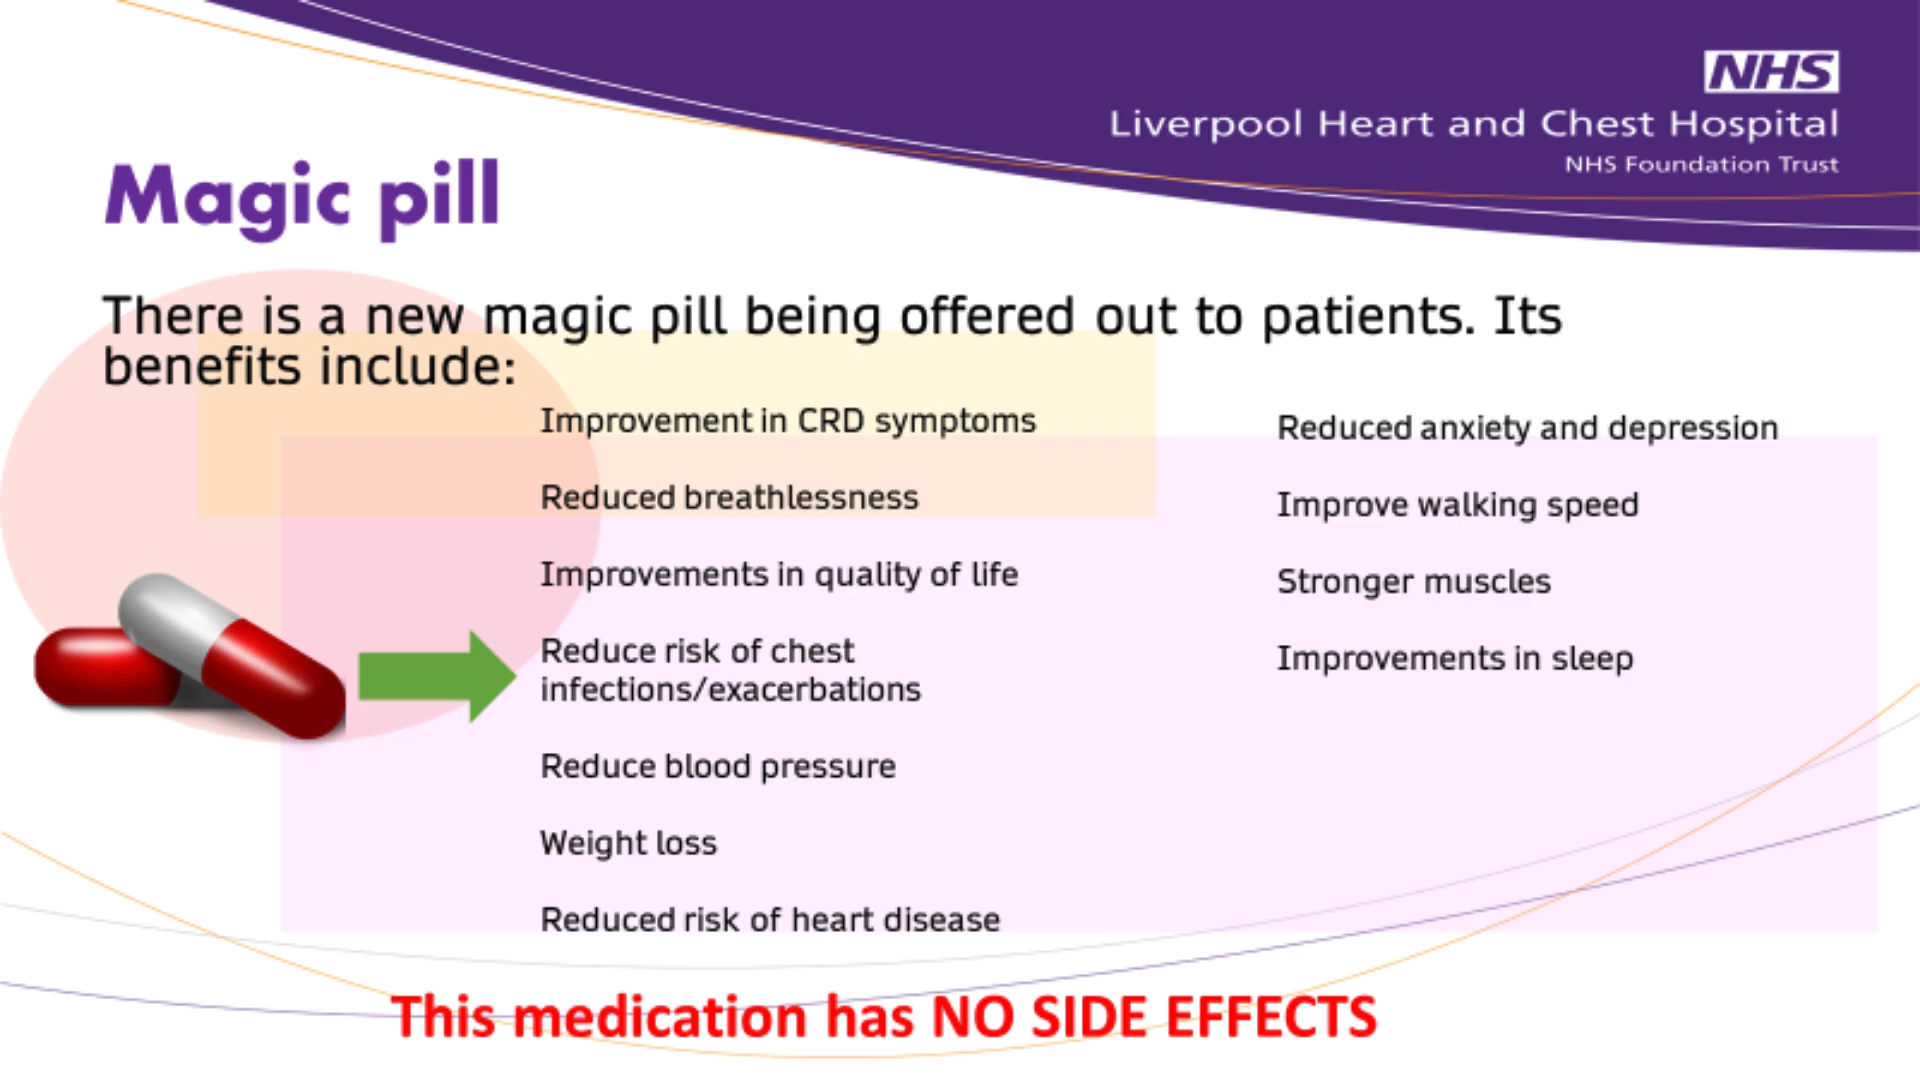 NHS
Liverpool Heart and Chest Hospital
NHS Foundation Trust
Magic pill
There is a new magic pill being offered out to patients. Its
benefits include:
Improvement in CRD symptoms
Reduced breathlessness
Improvements in quality of life
Reduce risk of chest
infections/exacerbations
Reduce blood pressure
Weight loss
Reduced risk of heart disease
Reduced anxiety and depression
Improve walking speed
Stronger muscles
Improvements in sleep
This medication has NO SIDE EFFECTS